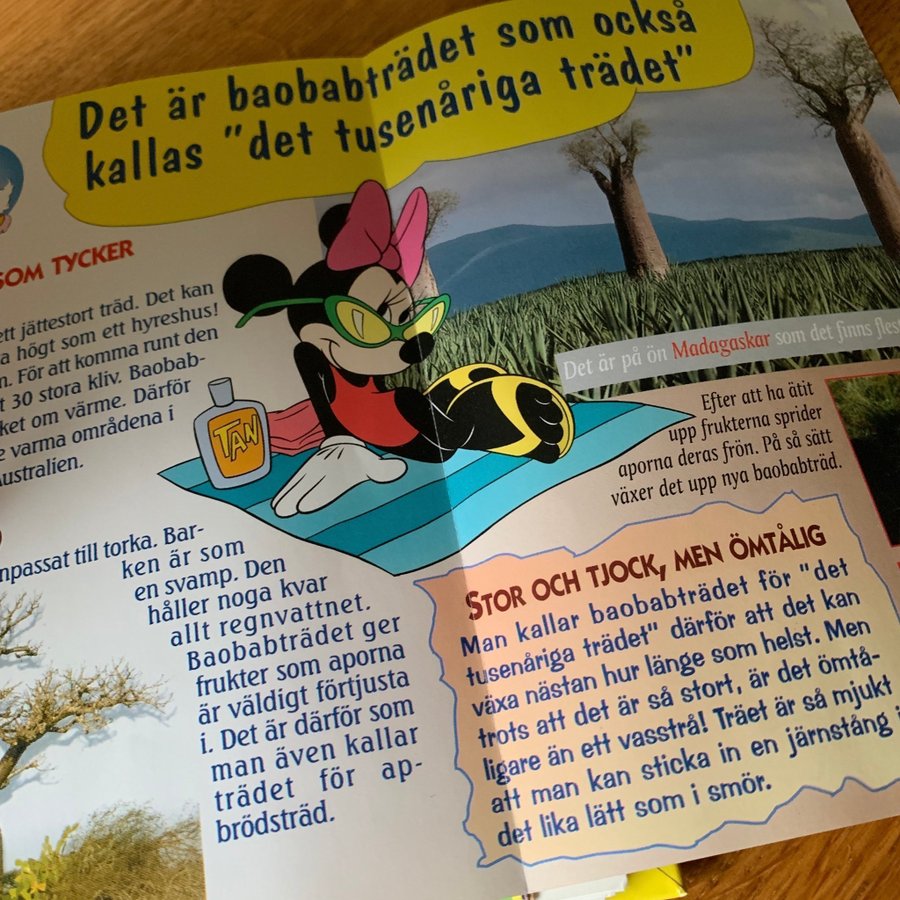 Det är baobabträdet som också
kallas "det tusenåriga trädet"
SOM TYCKER
ett jättestort träd. Det kan
högt som ett hyreshus!
För att komma runt den
30 stora kliv. Baobab-
om värme. Därför
varma områdena i
Australien.
TAN
Det är på ön Madagaskar som det finns
Efter att ha ätit
upp frukterna sprider
aporna deras frön. På så sätt
växer det upp nya baobabträd.
till torka. Bar-
ken är som
en svamp. Den
håller noga kvar
allt regnvattnet.
Baobabträdet ger
frukter som aporna
är väldigt förtjusta
i. Det är därför som
man även kallar
trädet för ap-
brödsträd.
STOR OCH TJOCK, MEN ÖMTÅLIG
Man kallar baobabträdet för "det
tusenåriga trädet" därför att det kan
växa nästan hur länge som helst. Men
trots att det är så stort, är det ömtå-
ligare än ett vasstrå! Träet är så mjukt
att man kan sticka in en järnstång i
det lika lätt som i smör.